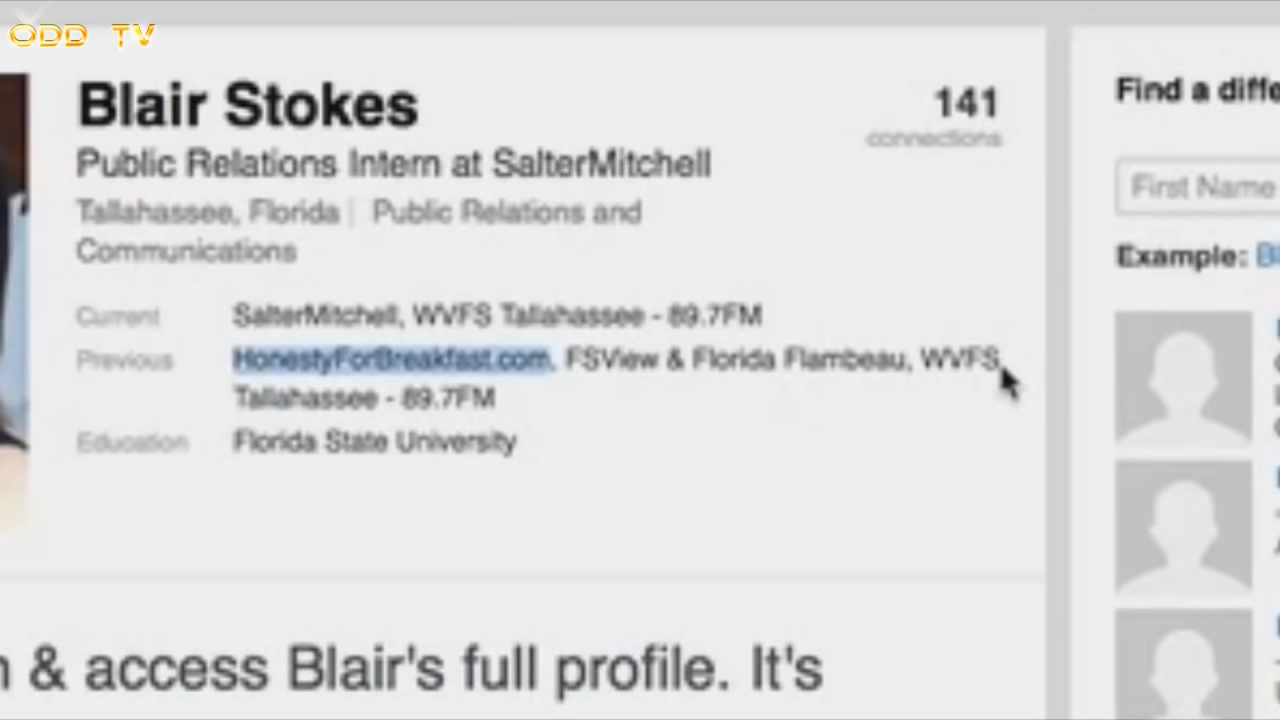 ODD TV
Blair Stokes
141
connections
Public Relations Intern at SalterMitchell
Tallahassee, Florida | Public Relations and
Communications
Current SalterMitchell, WVFS Tallahassee - 89.7FM
Previous HonestyForBreakfast.com, FSView & Florida Flambeau, WVFS
Tallahassee - 89.7FM
Education Florida State University
& access Blair's full profile. It's
Find a
First Name
Example: